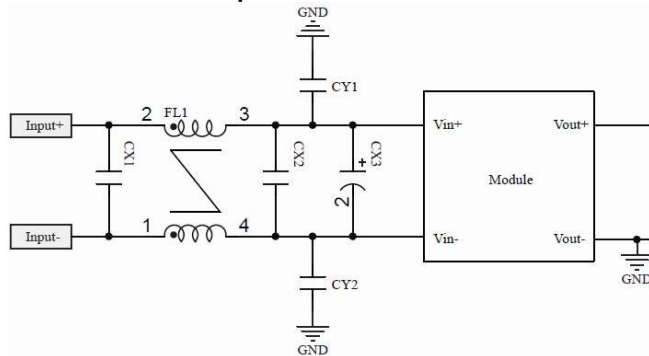 GND
CY1
Input+
2
FL1
3
CX1
CX2
CX3
+
2
Vin+
Vout+
Module
Input-
1
4
Vin-
Vout-
GND
CY2
GND